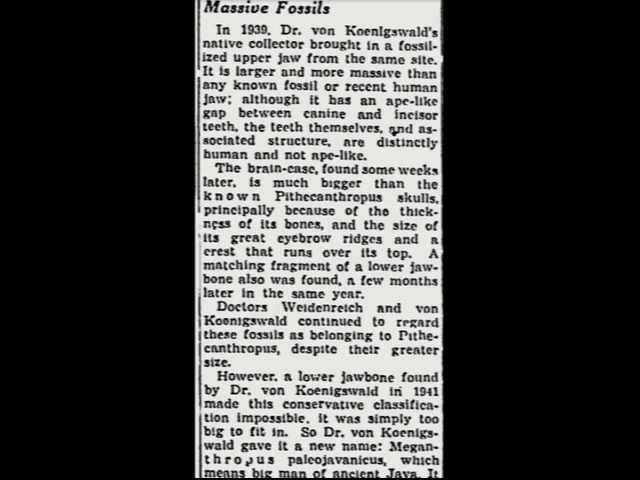 Massive Fossils
In 1939, Dr. von Koenigswald's
native collector brought in a fossil-
ized upper jaw from the same site.
It is larger and more massive than
any known fossil or recent human
jaw; although it has an ape-like
gap between canine and incisor
teeth, the teeth themselves, and as-
sociated structure, are distinctly
human and not ape-like.
The brain-case, found some weeks
later, is much bigger than the
known Pithecanthropus skulls,
principally because of the thick-
ness of its bones, and the size of
its great eyebrow ridges and a
crest that runs over its top. A
matching fragment of a lower jaw-
bone also was found, a few months
later in the same year.
Doctors Weidenreich and von
Koenigswald continued to regard
these fossils as belonging to Pithe-
canthropus, despite their greater
size.
However, a lower jawbone found
by Dr. von Koenigswald in 1941
made this conservative classifica-
tion impossible, it was simply too
big to fit in. So Dr. von Koenigs-
wald gave it a new name: Megan-
thropus paleojavanicus, which
means big man of ancient Java. It